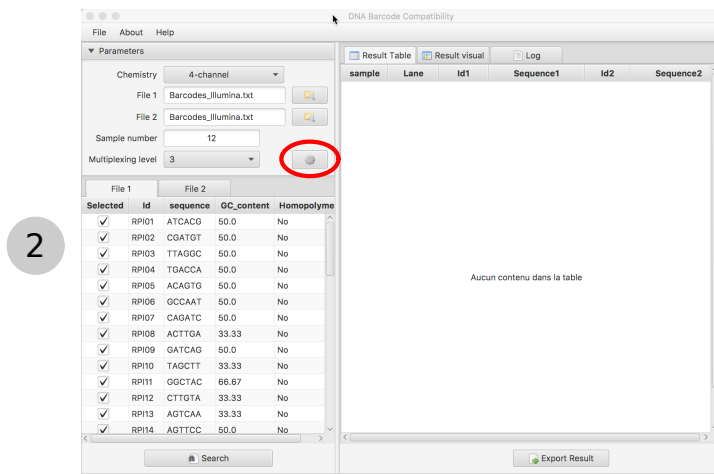 DNA Barcode Compatibility
File About Help
Parameters
Chemistry 4-channel
File 1 Barcodes_Illumina.txt
File 2 Barcodes_Illumina.txt
Sample number 12
Multiplexing level 3
File 1 File 2
Selected Id sequence GC_content Homopolyme
RPI01 ATCACG 50.0 No
RPI02 CGATGT 50.0 No
RPI03 TTAGGC 50.0 No
RPI04 TGACCA 50.0 No
RPI05 ACAGTG 50.0 No
RPI06 GCCAAT 50.0 No
RPI07 CAGATC 50.0 No
RPI08 ACTTGA 33.33 No
RPI09 GATCAG 50.0 No
RPI10 TAGCTT 33.33 No
RPI11 GGCTAC 66.67 No
RPI12 CTTGTA 33.33 No
RPI13 AGTCAA 33.33 No
RPI14 AGTTCC 50.0 No
Search
Result Table Result visual Log
sample Lane Id1 Sequence1 Id2 Sequence2
Aucun contenu dans la table
Export Result
2